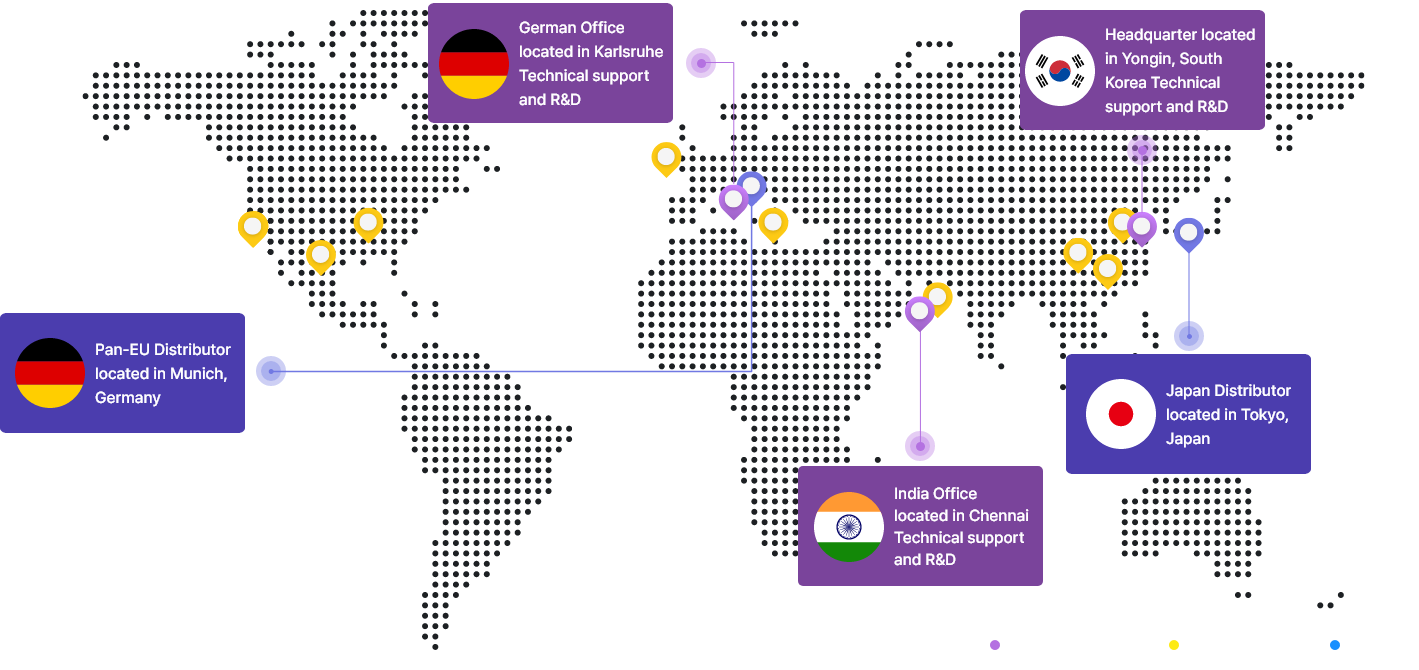 German Office
located in Karlsruhe
Technical support
and R&D
Headquarter located
in Yongin, South
Korea Technical
support and R&D
Pan-EU Distributor
located in Munich,
Germany
Japan Distributor
located in Tokyo,
Japan
India Office
located in Chennai
Technical support
and R&D